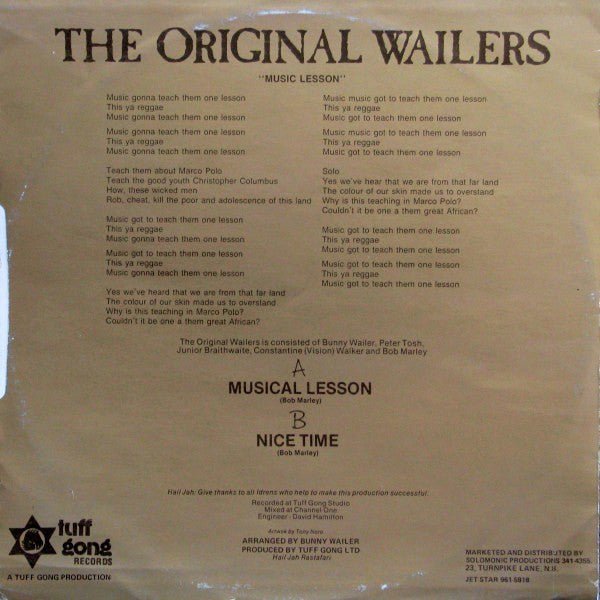 THE ORIGINAL WAILERS
"MUSIC LESSON"
Music gonna teach them one lesson
This ya reggae
Music gonna teach them one lesson
Music gonna teach them one lesson
This ya reggae
Music gonna teach them one lesson
Teach them about Marco Polo
Teach the good youth Christopher Columbus
How, these wicked men
Rob, cheat, kill the poor and adolescence of this land
Music got to teach them one lesson
This ya reggae
Music gonna teach them one lesson
Music got to teach them one lesson
This ya reggae
Music gonna teach them one lesson
Yes we've heard that we are from that far land
The colour of our skin made us to overstand
Why is this teaching in Marco Polo?
Couldn't it be one a them great African?
Music music got to teach them one lesson
This ya reggae
Music got to teach them one lesson
Music music got to teach them one lesson
This ya reggae
Music got to teach them one lesson
Solo
Yes we've hear that we are from that far land
The colour of our skin made us to overstand
Why is this teaching in Marco Polo?
Couldn't it be one a them great African?
Music got to teach them one lesson
This ya reggae
Music got to teach them one lesson
Music got to teach them one lesson
This ya reggae
Music got to teach them one lesson
The Original Wailers is consisted of Bunny Wailer, Peter Tosh,
Junior Braithwaite, Constantine (Vision) Walker and Bob Marley
A
MUSICAL LESSON
(Bob Marley)
B
NICE TIME
(Bob Marley)
Hail Jah: Give thanks to all Idrens who help to make this production successful.
Recorded at Tuff Gong Studio
Mixed at Channel One
Engineer - David Hamilton
Artwork by Tony
ARRANGED BY BUNNY WAILER
PRODUCED BY TUFF GONG LTD
Hail Jah Rastafari
tuff
gong
RECORDS
A TUFF GONG PRODUCTION
MARKETED AND DISTRIBUTED BY
SOLOMONIC PRODUCTIONS 341-4355
23, TURNPIKE LANE, N.8.
JET STAR 961-5818